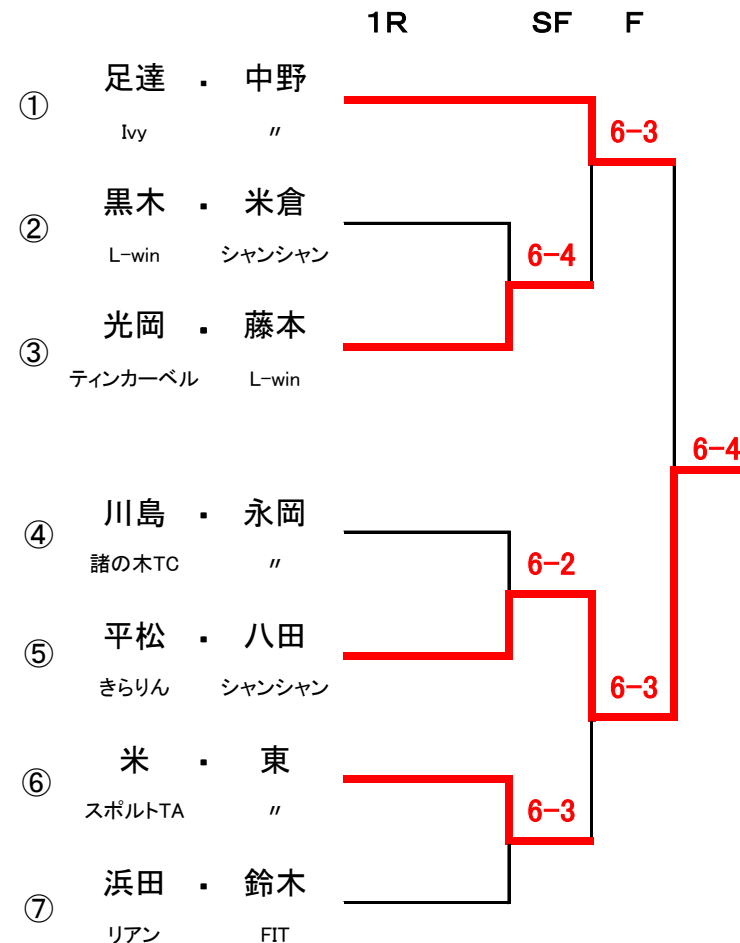 1R SF F
① 足達 ・ 中野
Ivy 〃
6-3
② 黒木 ・ 米倉
L-win シャンシャン
6-4
③ 光岡 ・ 藤本
ティンカーベル L-win
6-4
④ 川島 ・ 永岡
諸の木TC 〃
6-2
⑤ 平松 ・ 八田
きらりん シャンシャン
6-3
⑥ 米 ・ 東
スポルトTA 〃
6-3
⑦ 浜田 ・ 鈴木
リアン FIT